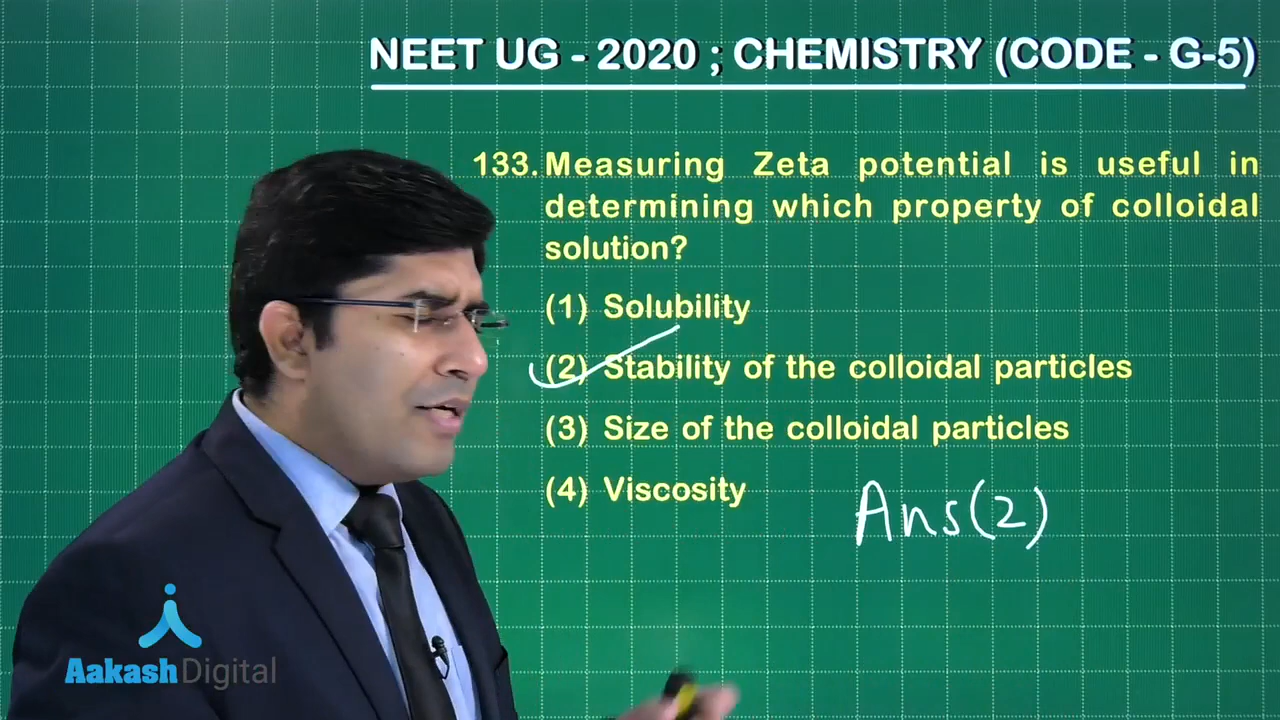 NEET UG - 2020 ; CHEMISTRY (CODE - G-5)
133. Measuring Zeta potential is useful in
determining which property of colloidal
solution?
(1) Solubility
(2) Stability of the colloidal particles
(3) Size of the colloidal particles
(4) Viscosity
Ans(2)
Aakash Digital